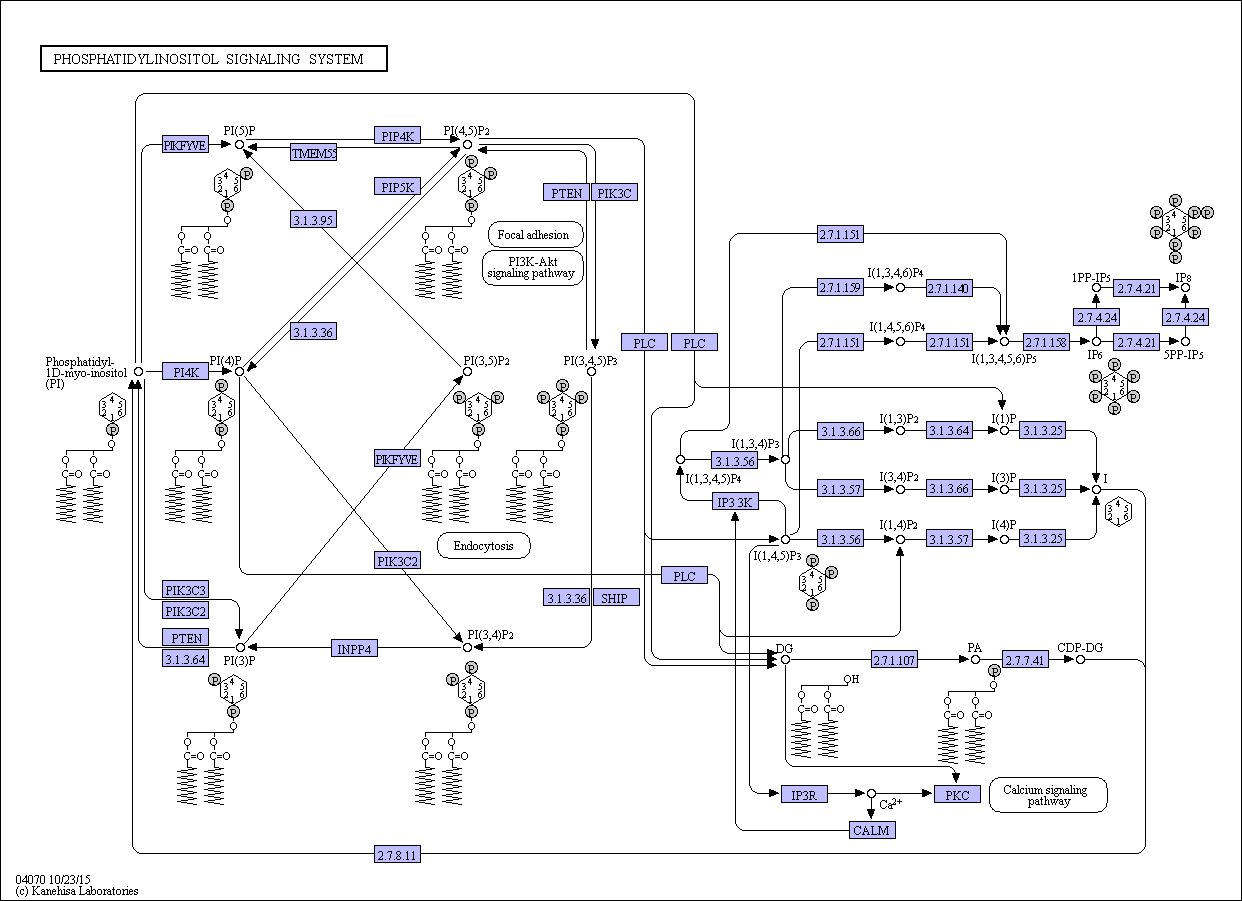 PHOSPHATIDYLINOSITOL SIGNALING SYSTEM
PIKFYVE
PI(5)P
PIP4K
PI(4,5)P2
TMEM55
PIP5K
PTEN
PIK3C
3.1.3.95
Focal adhesion
PI3K-Akt
signaling pathway
3.1.3.36
PLC
PLC
Phosphatidyl-
1D-myo-inositol
(PI)
PI4K
PI(4)P
PI(3,5)P2
PI(3,4,5)P3
PIKFYVE
Endocytosis
PIK3C2
PLC
PIK3C3
PIK3C2
PTEN
3.1.3.64
PI(3)P
INPP4
PI(3,4)P2
3.1.3.36
SHIP
2.7.1.151
2.7.1.159
I(1,3,4,6)P4
2.7.1.140
2.7.1.151
I(1,4,5,6)P4
2.7.1.151
I(1,3,4,5,6)P5
2.7.1.158
IP6
1PP-IP5
2.7.4.21
IP8
2.7.4.24
2.7.4.24
2.7.4.21
5PP-IP5
I(1,3,4)P3
3.1.3.56
I(1,3,4,5)P4
IP33K
I(1,4,5)P3
3.1.3.66
I(1,3)P2
3.1.3.64
I(1)P
3.1.3.25
3.1.3.57
I(3,4)P2
3.1.3.66
I(3)P
3.1.3.25
I
3.1.3.56
I(1,4)P2
3.1.3.57
I(4)P
3.1.3.25
DG
2.7.1.107
PA
2.7.7.41
CDP-DG
OH
IP3R
Ca2+
PKC
CALM
Calcium signaling
pathway
2.7.8.11
04070 10/23/15
(c) Kanehisa Laboratories